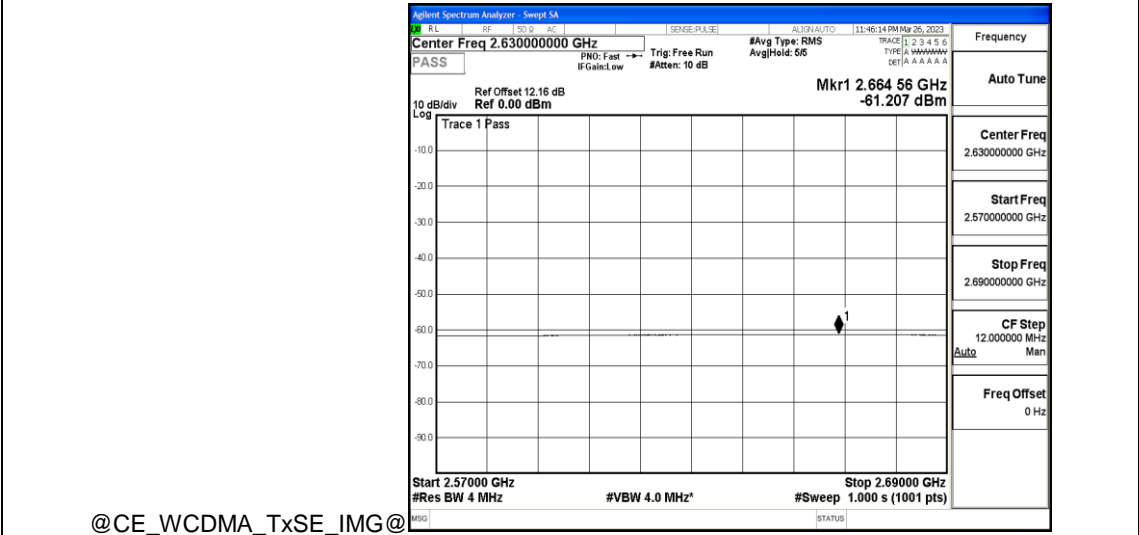 Agilent Spectrum Analyzer - Swept SA
RL RF 50 Ω AC SENSE:PULSE ALIGNAUTO 11:46:14 PM Mar 26, 2023
Center Freq 2.630000000 GHz
PASS
PNO: Fast
IFGain:Low
Trig: Free Run
#Atten: 10 dB
#Avg Type: RMS
Avg|Hold: 5/5
TRACE 1 2 3 4 5 6
TYPE A WWWWW
DET A A A A A A
Mkr1 2.664 56 GHz
-61.207 dBm
Ref Offset 12.16 dB
10 dB/div Ref 0.00 dBm
Log
Trace 1 Pass
-10.0
-20.0
-30.0
-40.0
-50.0
-60.0
-70.0
-80.0
-90.0
1
Start 2.57000 GHz
Stop 2.69000 GHz
#Res BW 4 MHz
#VBW 4.0 MHz*
#Sweep 1.000 s (1001 pts)
MSG
STATUS
Frequency
Auto Tune
Center Freq
2.630000000 GHz
Start Freq
2.570000000 GHz
Stop Freq
2.690000000 GHz
CF Step
12.000000 MHz
Auto Man
Freq Offset
0 Hz
@CE_WCDMA_TxSE_IMG@